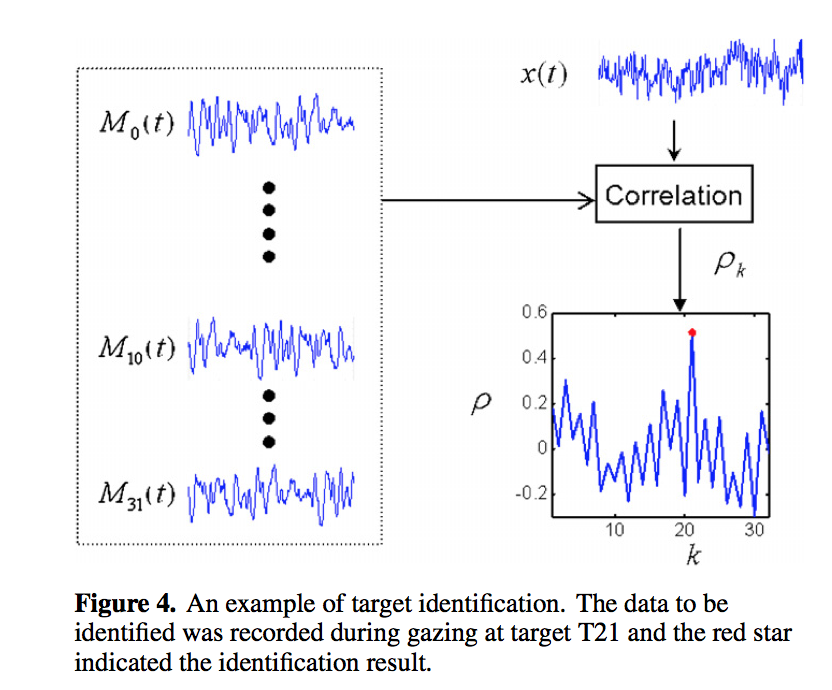 x(t)
M0(t)
Correlation
ρk
M10(t)
M31(t)
0.6
0.4
ρ
0.2
0
-0.2
10 20 30
k
Figure 4. An example of target identification. The data to be
identified was recorded during gazing at target T21 and the red star
indicated the identification result.